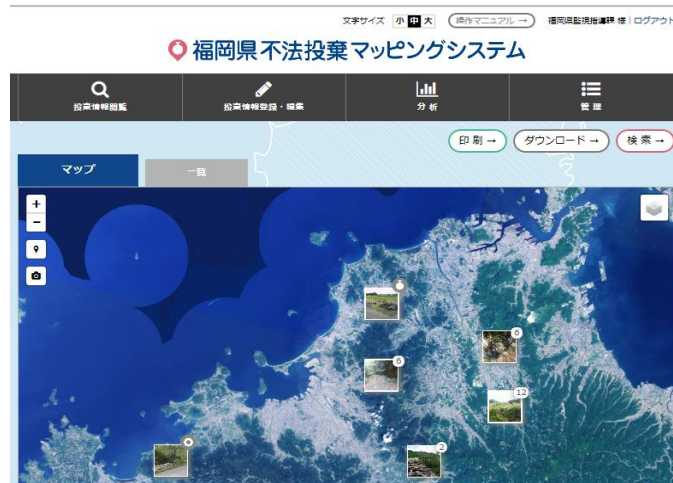 文字サイズ 小 中 大 操作マニュアル → 福岡県監視指導課 様 | ログアウト
福岡県不法投棄マッピングシステム
投棄情報閲覧 投棄情報登録・編集 分析 管理
印刷 → ダウンロード → 検索 →
マップ 一覧
+
−
6
6
12
2